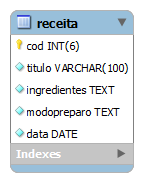 receita
cod INT(6)
titulo VARCHAR(100)
ingredientes TEXT
modopreparo TEXT
data DATE
Indexes